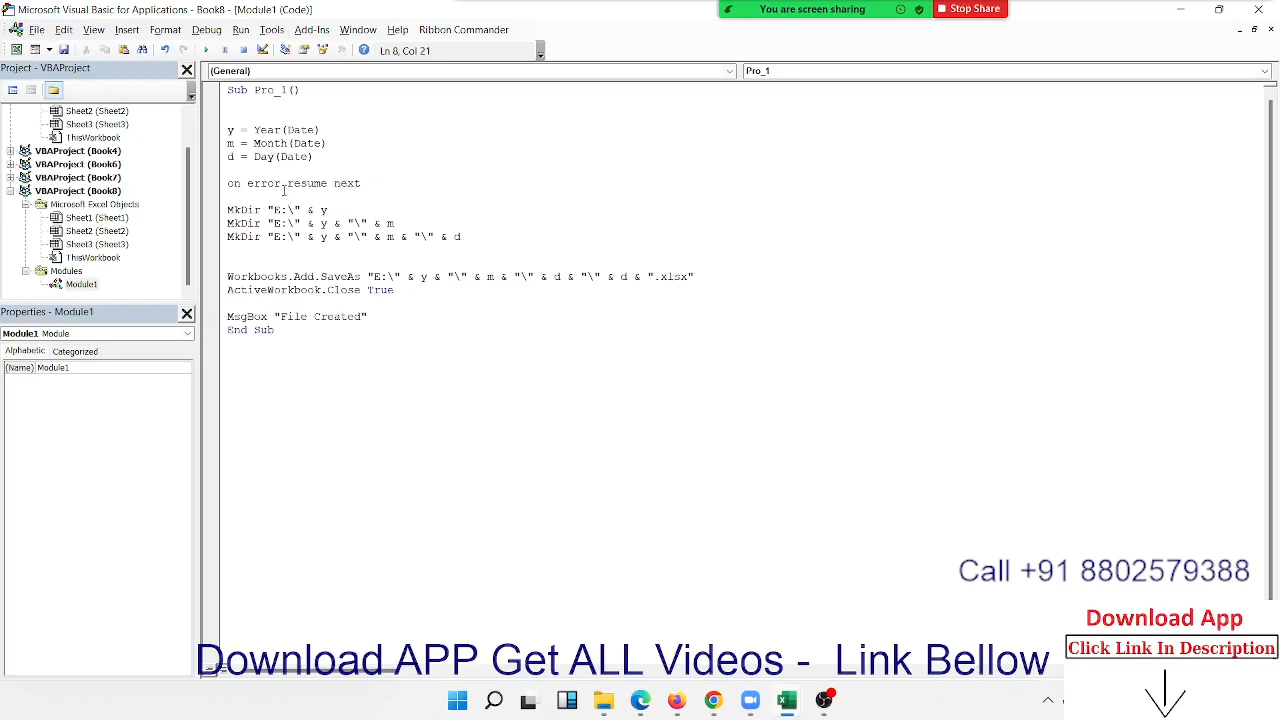 Microsoft Visual Basic for Applications - Book8 - [Module1 (Code)]
You are screen sharing
Stop Share
File Edit View Insert Format Debug Run Tools Add-Ins Window Help Ribbon Commander
Ln 8, Col 21
Project - VBAProject
(General)
Pro_1
Sheet2 (Sheet2)
Sheet3 (Sheet3)
ThisWorkbook
VBAProject (Book4)
VBAProject (Book6)
VBAProject (Book7)
VBAProject (Book8)
Microsoft Excel Objects
Sheet1 (Sheet1)
Sheet2 (Sheet2)
Sheet3 (Sheet3)
ThisWorkbook
Modules
Module1
Properties - Module1
Module1 Module
Alphabetic Categorized
(Name) Module1
Sub Pro_1()
y = Year(Date)
m = Month(Date)
d = Day(Date)
on error resume next
MkDir "E:\" & y
MkDir "E:\" & y & "\" & m
MkDir "E:\" & y & "\" & m & "\" & d
Workbooks.Add.SaveAs "E:\" & y & "\" & m & "\" & d & "\" & d & ".xlsx"
ActiveWorkbook.Close True
MsgBox "File Created"
End Sub
Call +91 8802579388
Download App
Click Link In Description
Download APP Get ALL Videos - Link Bellow